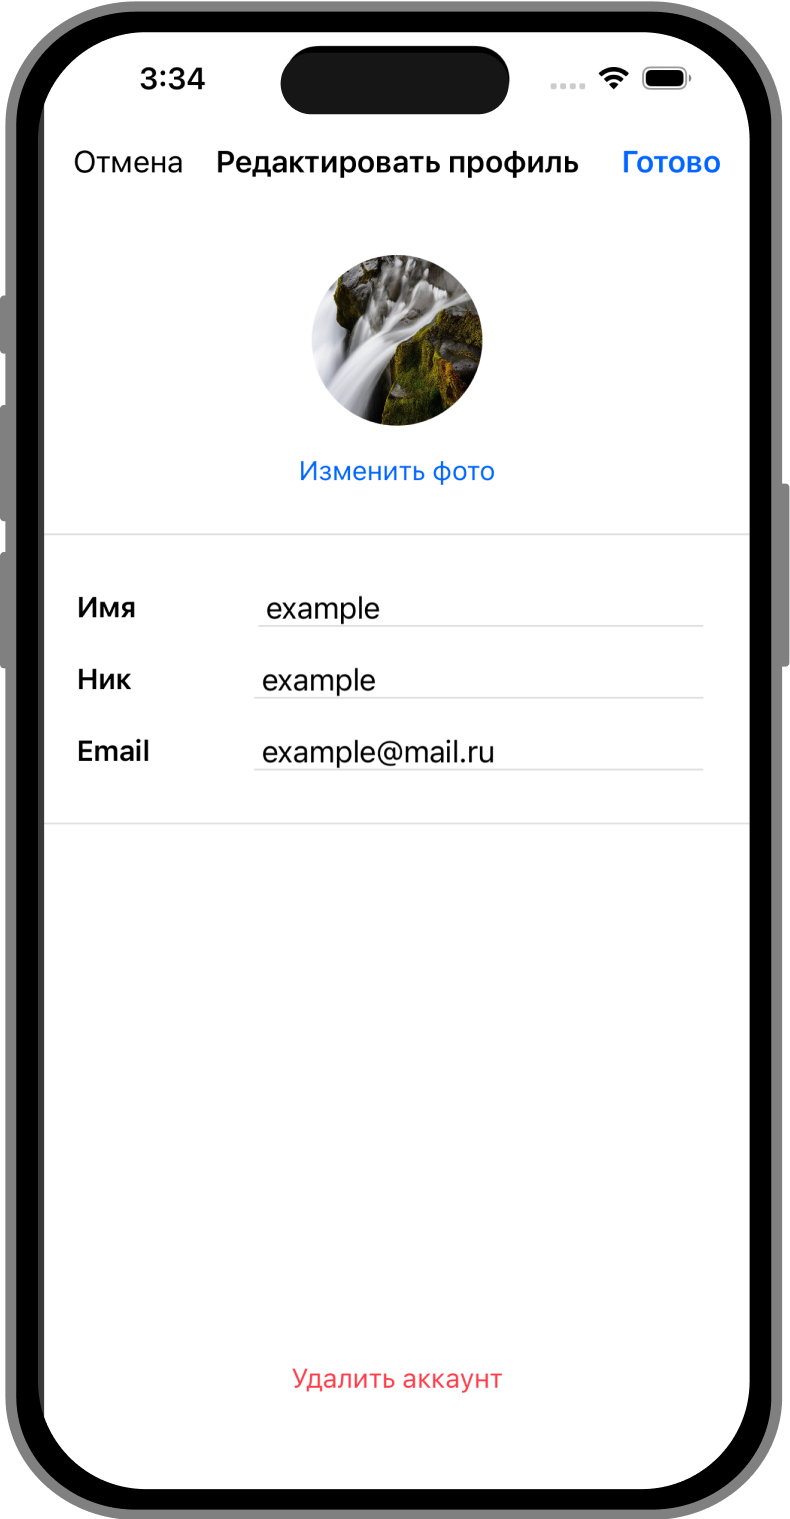 3:34
Отмена Редактировать профиль Готово
Изменить фото
Имя example
Ник example
Email example@mail.ru
Удалить аккаунт